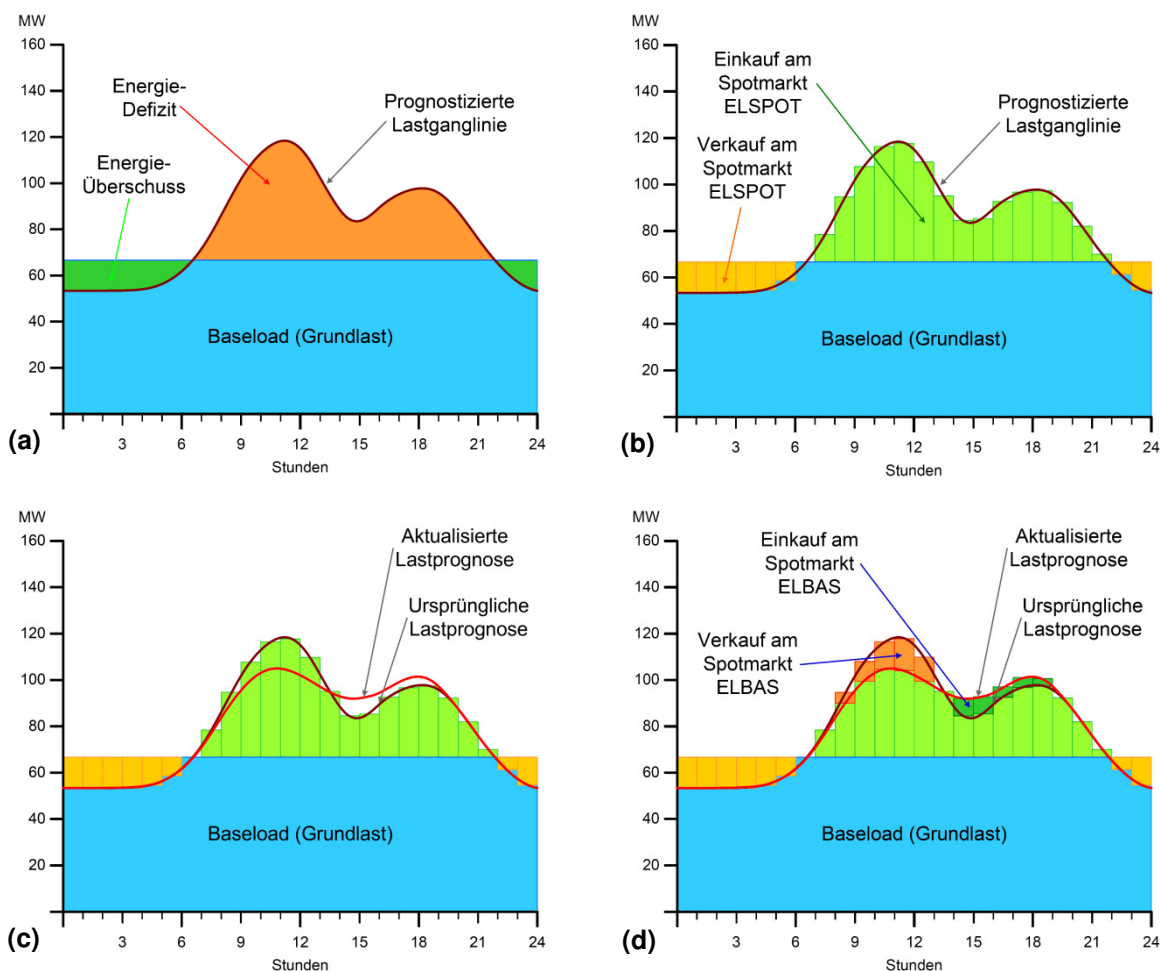 MW
160
140
120
100
80
60
40
20
Energie-
Defizit
Prognostizierte
Lastganglinie
Energie-
Überschuss
Baseload (Grundlast)
3 6 9 12 15 18 21 24
Stunden
(a)
MW
160
140
120
100
80
60
40
20
Einkauf am
Spotmarkt
ELSPOT
Prognostizierte
Lastganglinie
Verkauf am
Spotmarkt
ELSPOT
Baseload (Grundlast)
3 6 9 12 15 18 21 24
Stunden
(b)
MW
160
140
120
100
80
60
40
20
Aktualisierte
Lastprognose
Ursprüngliche
Lastprognose
Baseload (Grundlast)
3 6 9 12 15 18 21 24
Stunden
(c)
MW
160
140
120
100
80
60
40
20
Einkauf am
Spotmarkt
ELBAS
Aktualisierte
Lastprognose
Ursprüngliche
Lastprognose
Verkauf am
Spotmarkt
ELBAS
Baseload (Grundlast)
3 6 9 12 15 18 21 24
Stunden
(d)